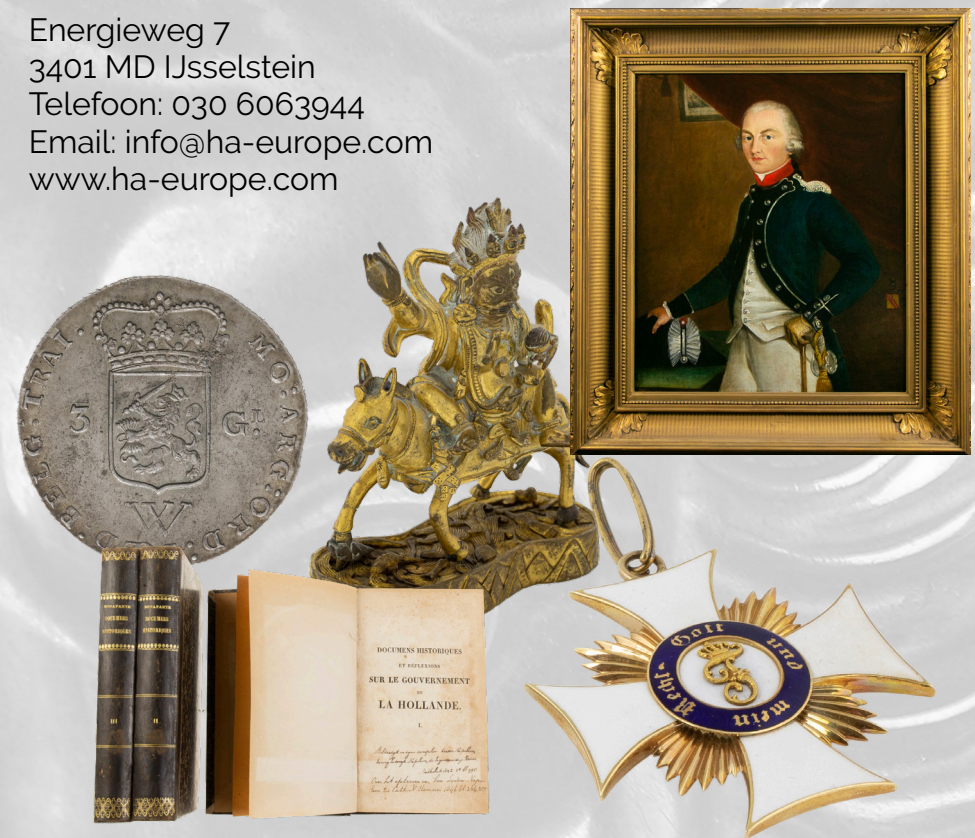 Energieweg 7
3401 MD IJsselstein
Telefoon: 030 6063944
Email: info@ha-europe.com
www.ha-europe.com
MO:ARG:ORD:
BELG:TRAI.
3 GL.
W
BONAPARTE
DOCUMENS
HISTORIQUES
III
BONAPARTE
DOCUMENS
HISTORIQUES
II
DOCUMENS HISTORIQUES
ET RÉFLEXIONS
SUR LE GOUVERNEMENT
DE
LA HOLLANDE.
I.
Gott und
mein Recht